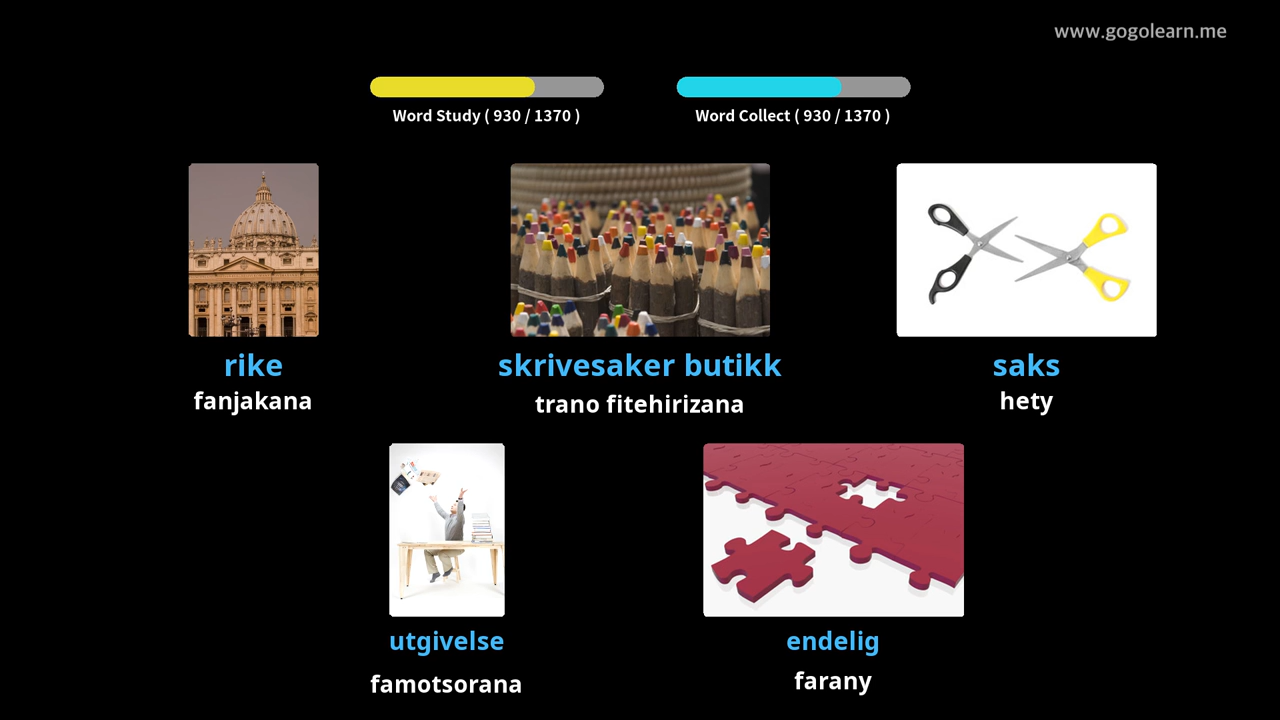 www.gogolearn.me
Word Study ( 930 / 1370 )
Word Collect ( 930 / 1370 )
rike
fanjakana
skrivesaker butikk
trano fitehirizana
saks
hety
utgivelse
famotsorana
endelig
farany